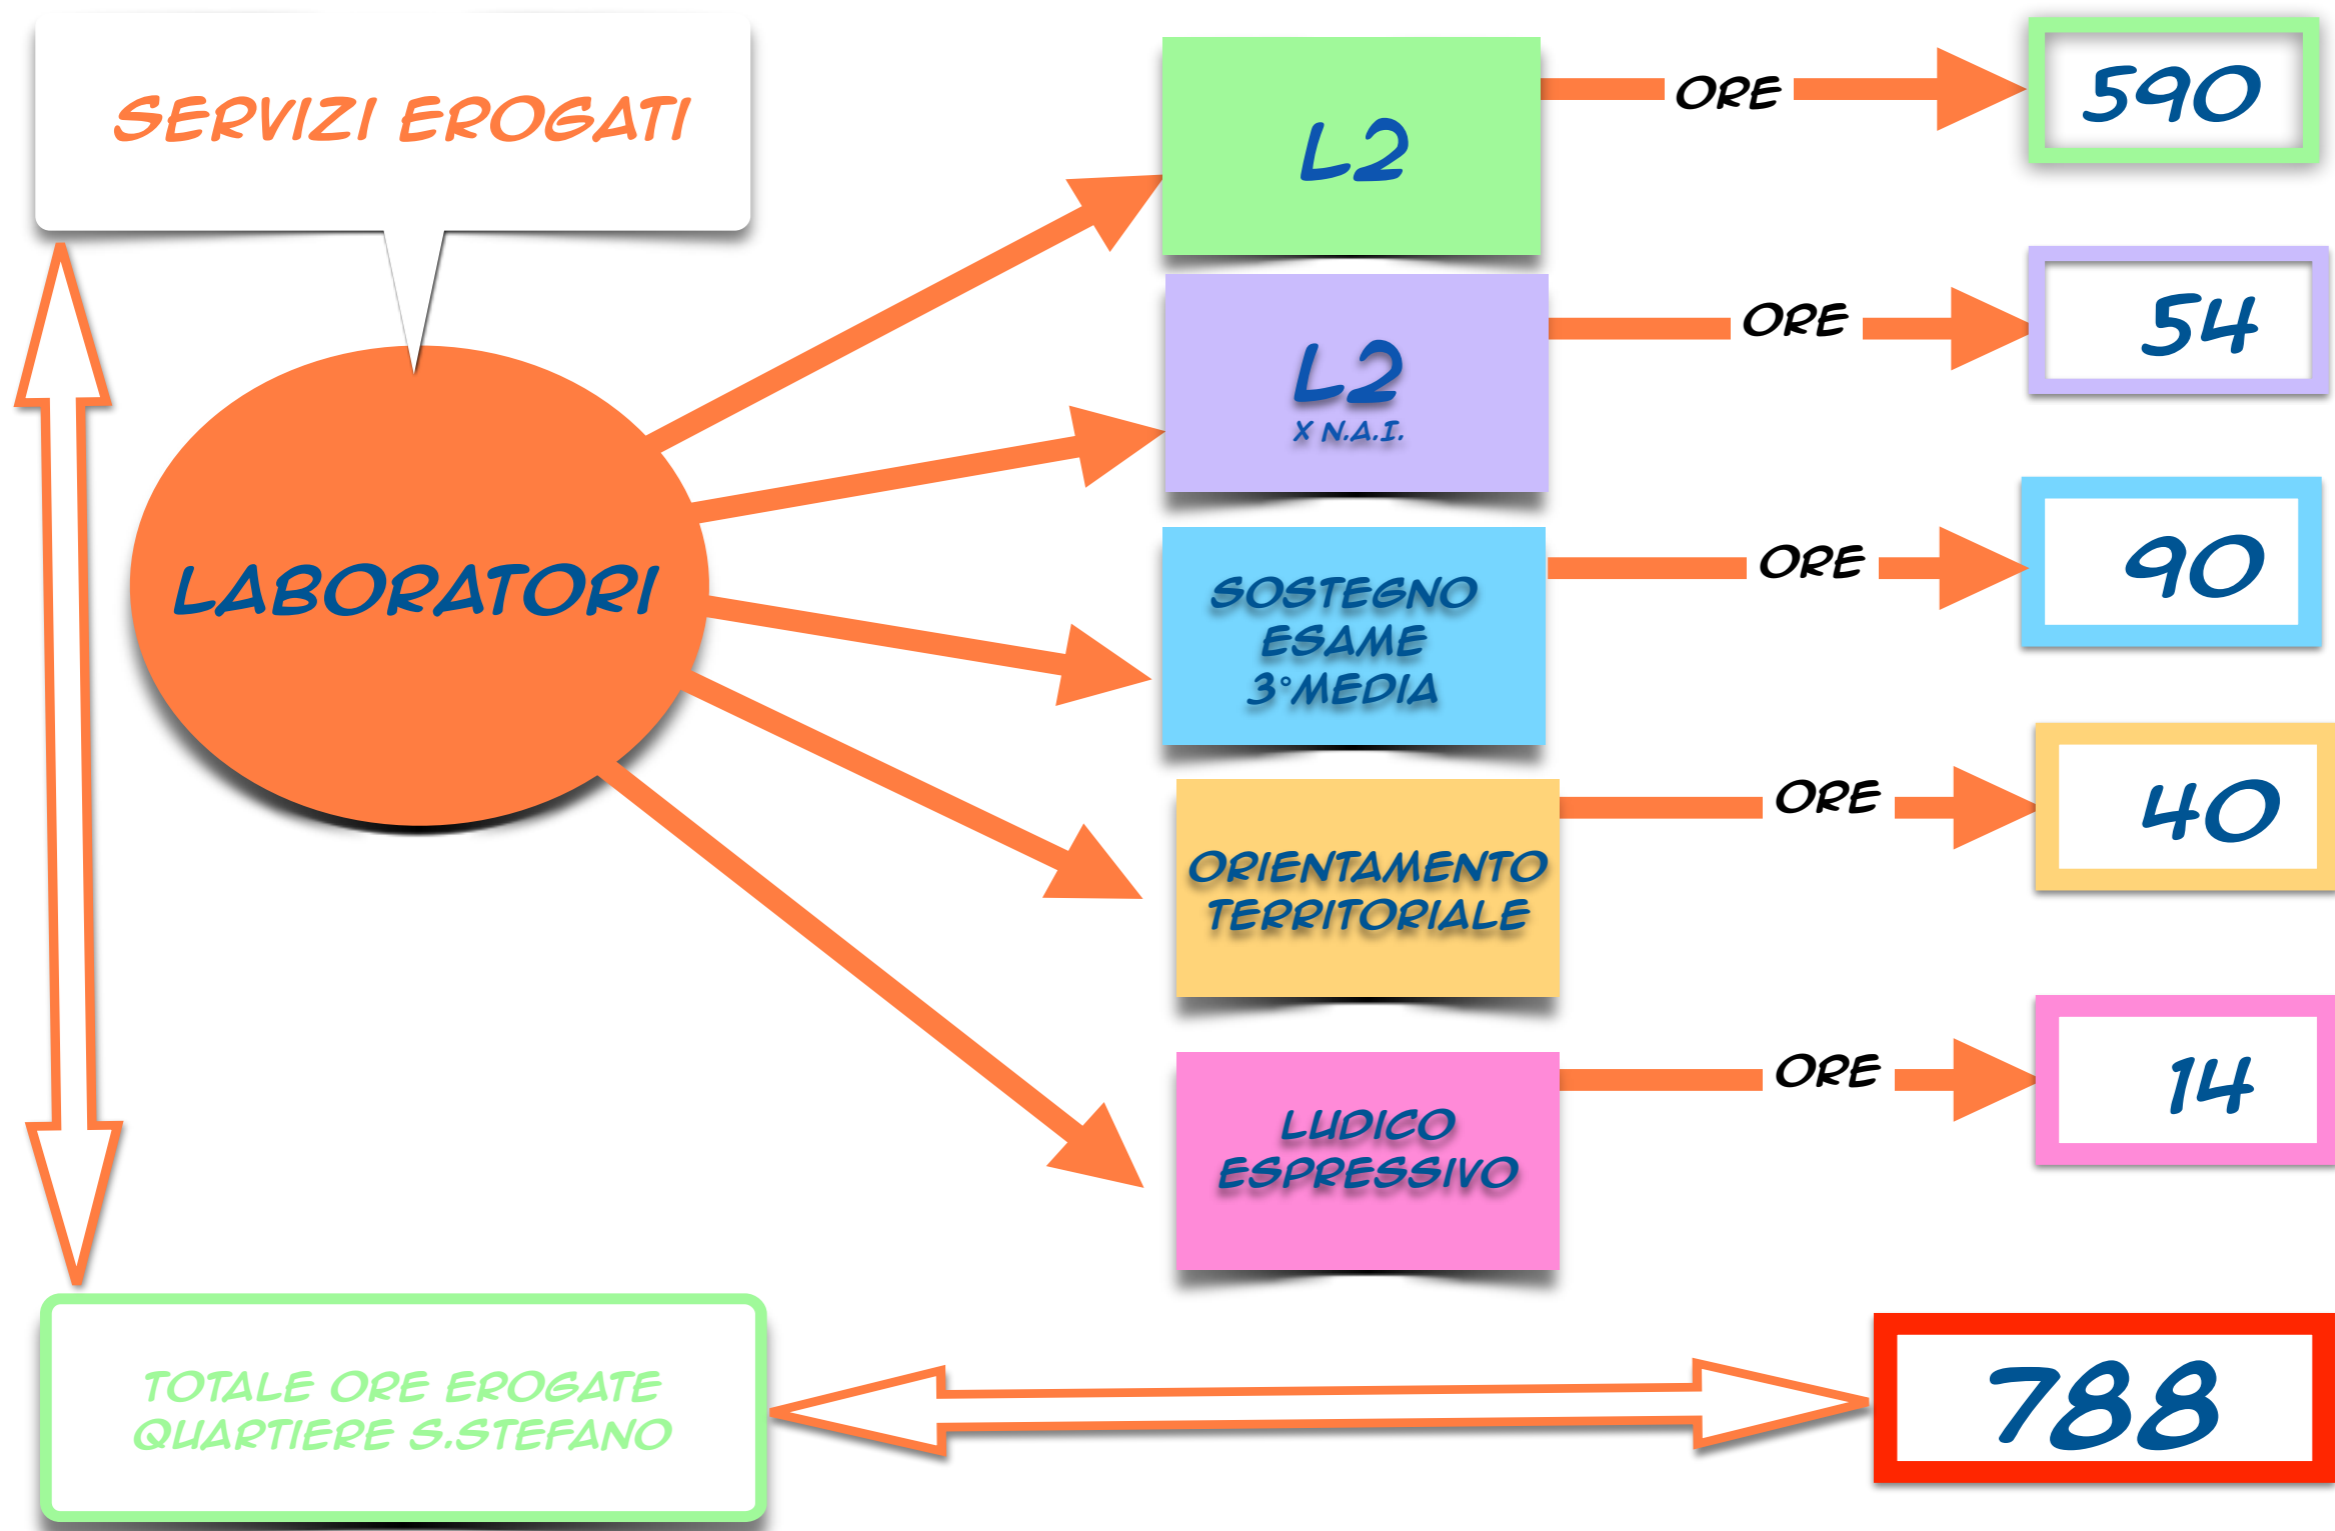 SERVIZI EROGATI
LABORATORI
L2
ORE
590
L2
X N.A.I.
ORE
54
SOSTEGNO
ESAME
3°MEDIA
ORE
90
ORIENTAMENTO
TERRITORIALE
ORE
40
LUDICO
ESPRESSIVO
ORE
14
TOTALE ORE EROGATE
QUARTIERE S.STEFANO
788